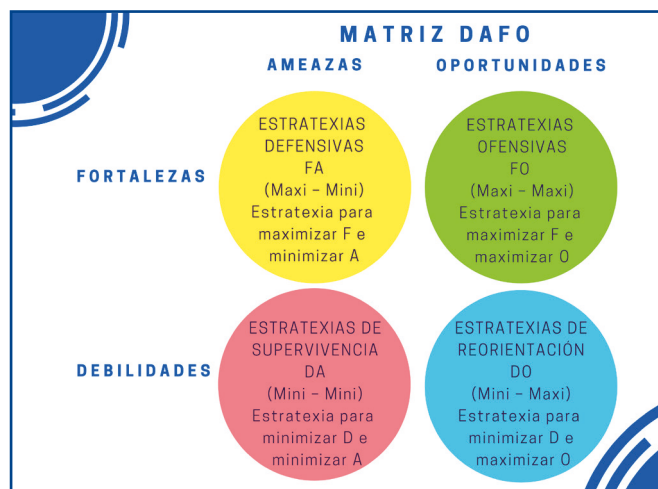 MATRIZ DAFO
AMEAZAS
OPORTUNIDADES
FORTALEZAS
ESTRATEXIAS
DEFENSIVAS
FA
(Maxi – Mini)
Estratexia para
maximizar F e
minimizar A
ESTRATEXIAS
OFENSIVAS
FO
(Maxi – Maxi)
Estratexia para
maximizar F e
maximizar O
DEBILIDADES
ESTRATEXIAS DE
SUPERVIVENCIA
DA
(Mini – Mini)
Estratexia para
minimizar D e
minimizar A
ESTRATEXIAS DE
REORIENTACIÓN
DO
(Mini – Maxi)
Estratexia para
minimizar D e
maximizar O